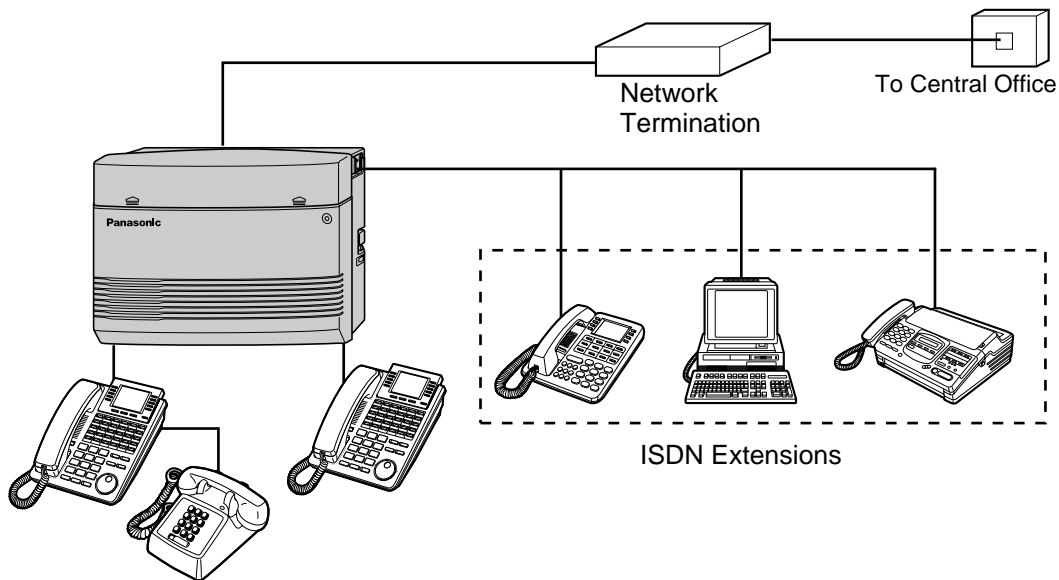 Network
Termination
To Central Office
Panasonic
ISDN Extensions